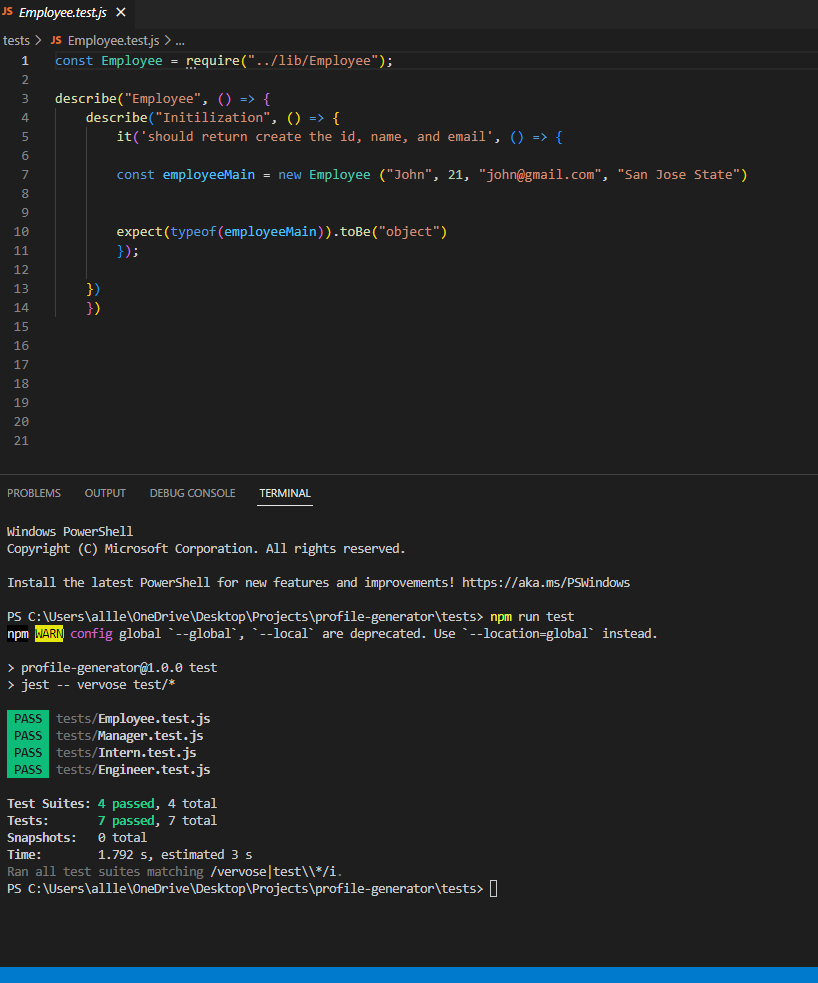 JS Employee.test.js ×
tests > JS Employee.test.js > ...
1 const Employee = require("../lib/Employee");
2
3 describe("Employee", () => {
4 describe("Initilization", () => {
5 it('should return create the id, name, and email', () => {
6
7 const employeeMain = new Employee ("John", 21, "john@gmail.com", "San Jose State")
8
9
10 expect(typeof(employeeMain)).toBe("object")
11 });
12
13 })
14 })
15
16
17
18
19
20
21
PROBLEMS OUTPUT DEBUG CONSOLE TERMINAL
Windows PowerShell
Copyright (C) Microsoft Corporation. All rights reserved.
Install the latest PowerShell for new features and improvements! https://aka.ms/PSWindows
PS C:\Users\allle\OneDrive\Desktop\Projects\profile-generator\tests> npm run test
npm WARN config global `--global`, `--local` are deprecated. Use `--location=global` instead.
> profile-generator@1.0.0 test
> jest -- vervose test/*
PASS tests/Employee.test.js
PASS tests/Manager.test.js
PASS tests/Intern.test.js
PASS tests/Engineer.test.js
Test Suites: 4 passed, 4 total
Tests: 7 passed, 7 total
Snapshots: 0 total
Time: 1.792 s, estimated 3 s
Ran all test suites matching /vervose|test\\*/i.
PS C:\Users\allle\OneDrive\Desktop\Projects\profile-generator\tests>